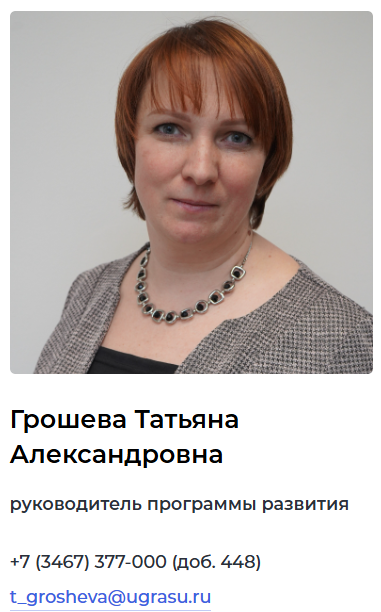 Грошева Татьяна
Александровна
руководитель программы развития
+7 (3467) 377-000 (доб. 448)
t_grosheva@ugrasu.ru